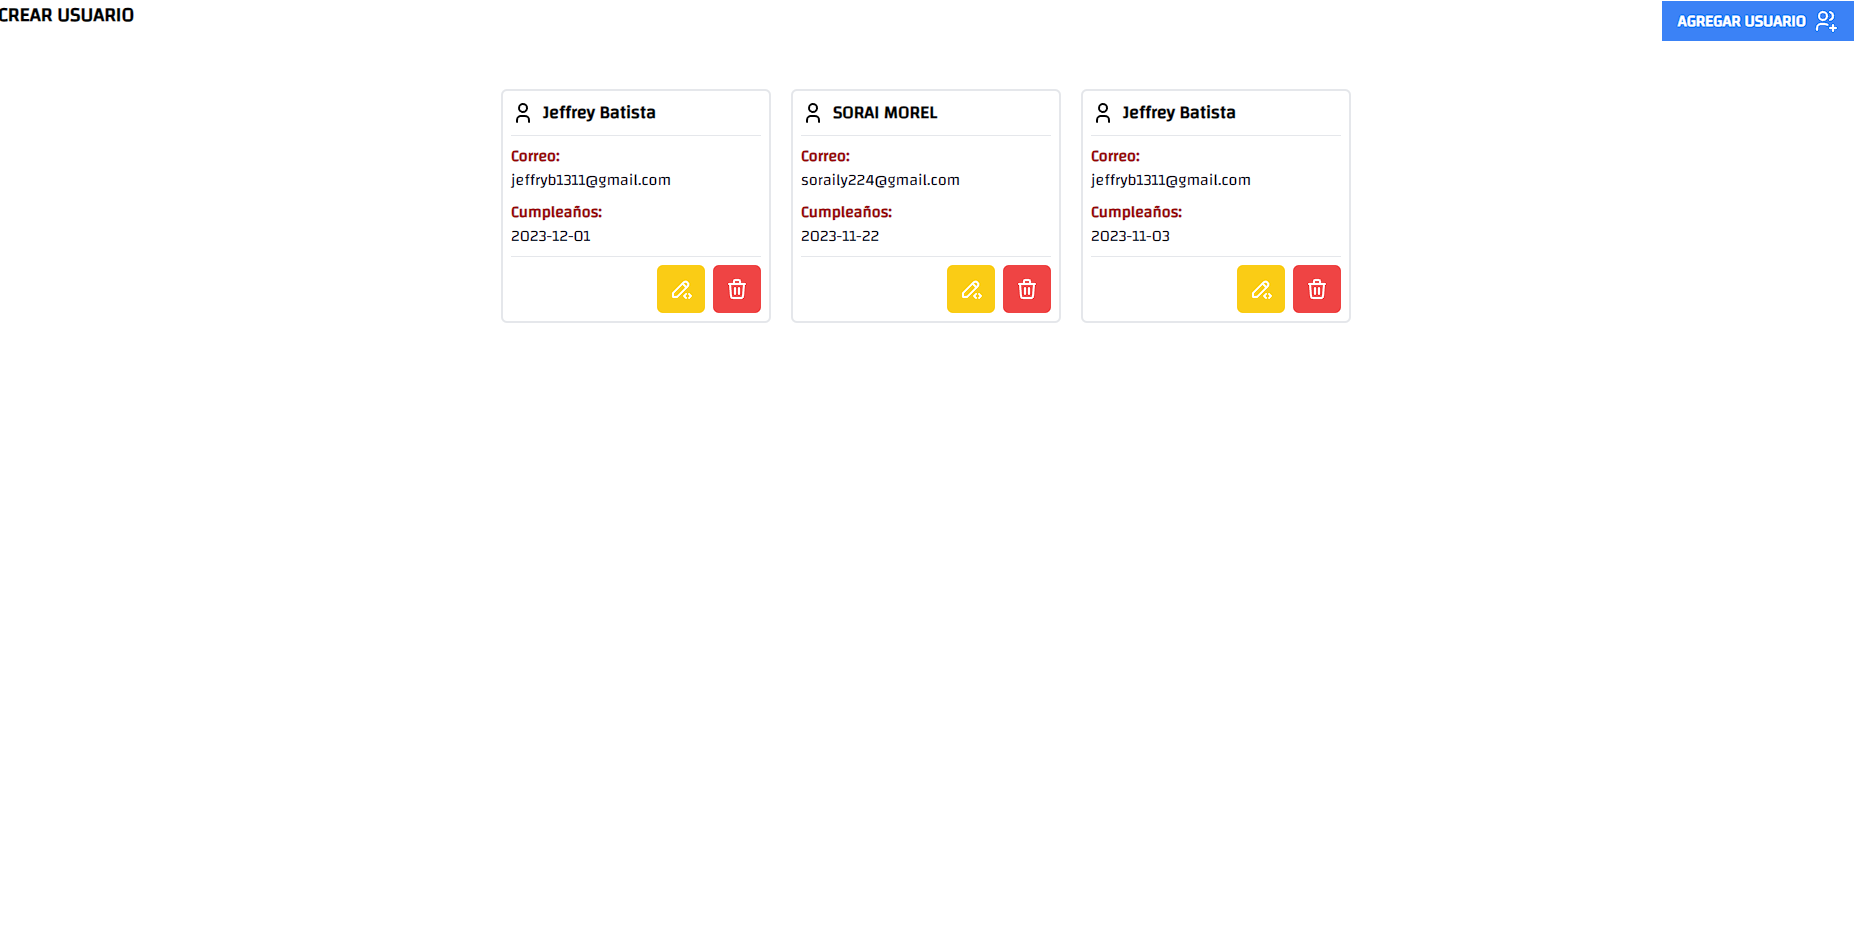 CREAR USUARIO
AGREGAR USUARIO
Jeffrey Batista
Correo:
jeffryb1311@gmail.com
Cumpleaños:
2023-12-01
SORAI MOREL
Correo:
soraily224@gmail.com
Cumpleaños:
2023-11-22
Jeffrey Batista
Correo:
jeffryb1311@gmail.com
Cumpleaños:
2023-11-03